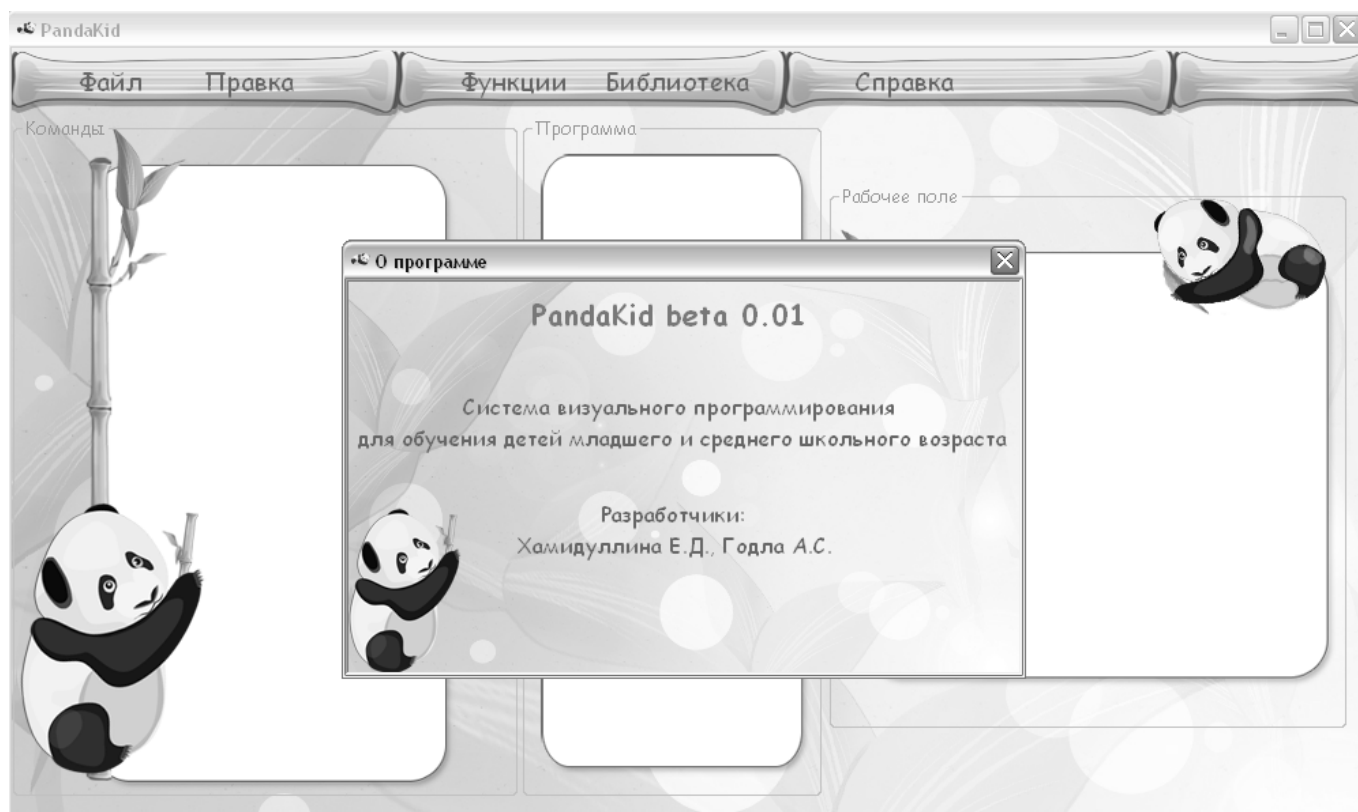 PandaKid
Файл Правка Функции Библиотека Справка
Команды
Программа
Рабочее поле
О программе
PandaKid beta 0.01
Система визуального программирования
для обучения детей младшего и среднего школьного возраста
Разработчики:
Хамидуллина Е.Д., Годла А.С.